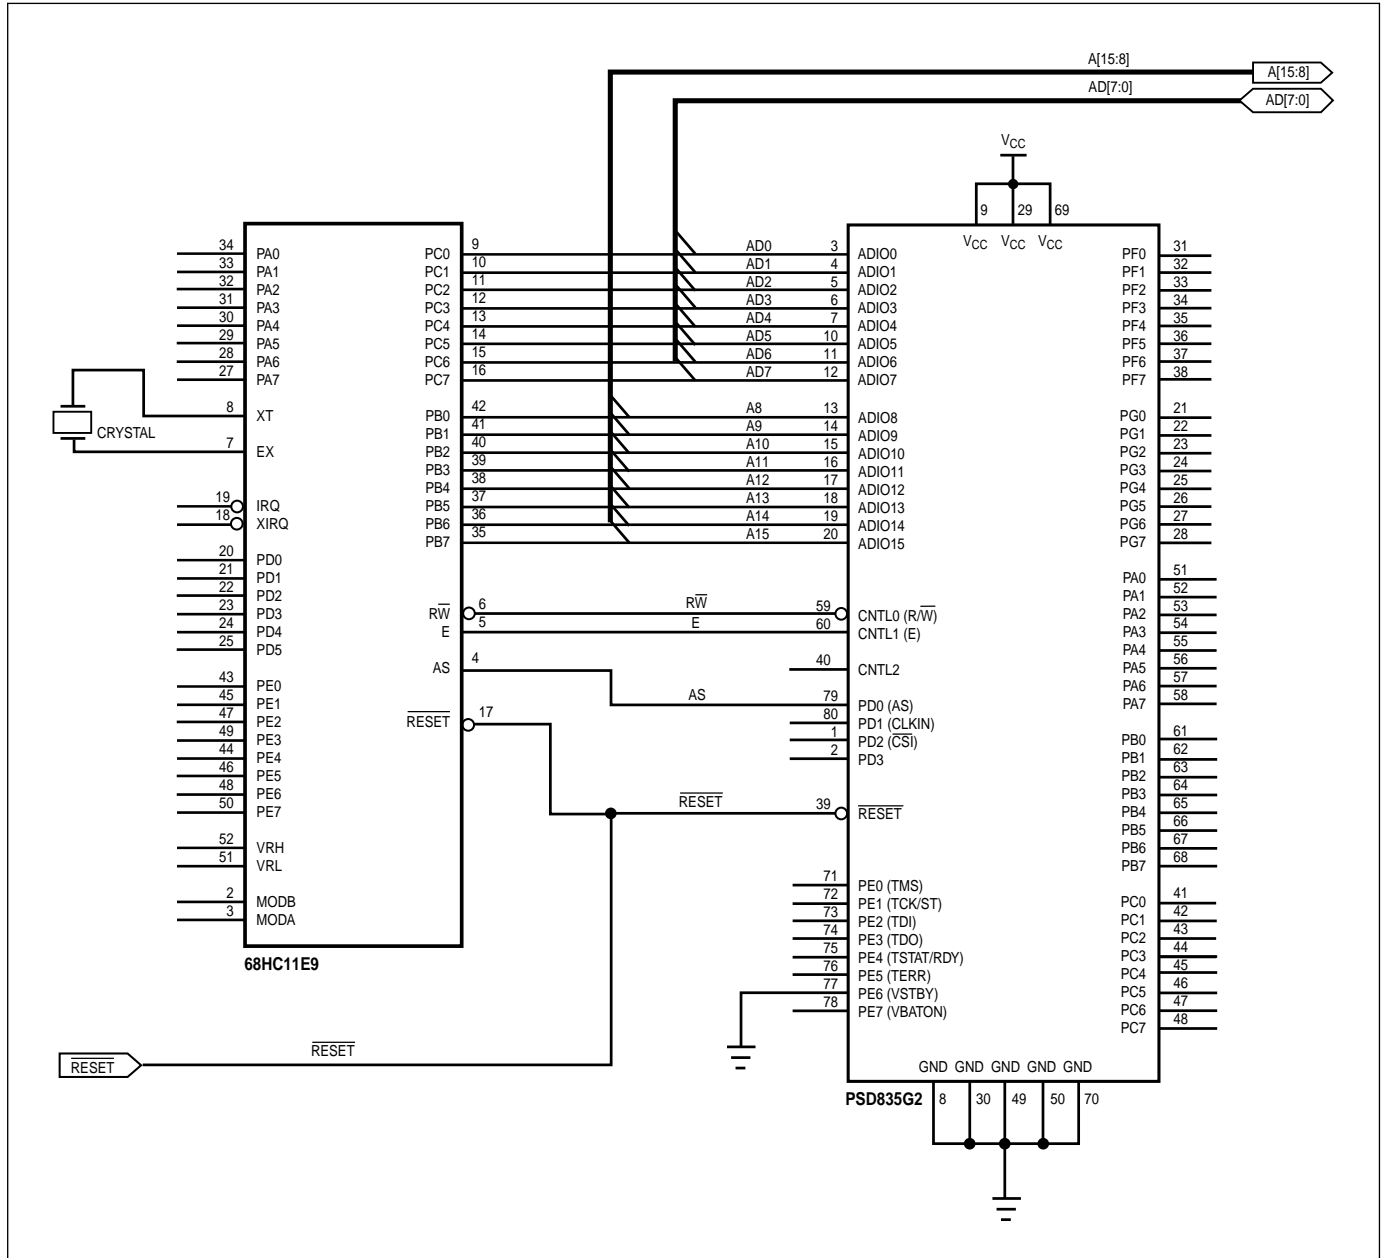 A[15:8]
A[15:8]
AD[7:0]
AD[7:0]
VCC
9 29 69
VCC VCC VCC
34 PA0
33 PA1
32 PA2
31 PA3
30 PA4
29 PA5
28 PA6
27 PA7
8 XT
CRYSTAL
7 EX
19 IRQ
18 XIRQ
20 PD0
21 PD1
22 PD2
23 PD3
24 PD4
25 PD5
43 PE0
45 PE1
47 PE2
49 PE3
44 PE4
46 PE5
48 PE6
50 PE7
52 VRH
51 VRL
2 MODB
3 MODA
68HC11E9
PC0 9
PC1 10
PC2 11
PC3 12
PC4 13
PC5 14
PC6 15
PC7 16
PB0 42
PB1 41
PB2 40
PB3 39
PB4 38
PB5 37
PB6 36
PB7 35
RW̅ 6
E 5
AS 4
R̅E̅S̅E̅T̅ 17
AD0 3 ADIO0
AD1 4 ADIO1
AD2 5 ADIO2
AD3 6 ADIO3
AD4 7 ADIO4
AD5 10 ADIO5
AD6 11 ADIO6
AD7 12 ADIO7
A8 13 ADIO8
A9 14 ADIO9
A10 15 ADIO10
A11 16 ADIO11
A12 17 ADIO12
A13 18 ADIO13
A14 19 ADIO14
A15 20 ADIO15
RW̅ 59 CNTL0 (R/W̅)
E 60 CNTL1 (E)
40 CNTL2
AS 79 PD0 (AS)
80 PD1 (CLKIN)
1 PD2 (C̅S̅I̅)
2 PD3
R̅E̅S̅E̅T̅ 39 R̅E̅S̅E̅T̅
71 PE0 (TMS)
72 PE1 (TCK/ST)
73 PE2 (TDI)
74 PE3 (TDO)
75 PE4 (TSTAT/RDY)
76 PE5 (TERR)
77 PE6 (VSTBY)
78 PE7 (VBATON)
PF0 31
PF1 32
PF2 33
PF3 34
PF4 35
PF5 36
PF6 37
PF7 38
PG0 21
PG1 22
PG2 23
PG3 24
PG4 25
PG5 26
PG6 27
PG7 28
PA0 51
PA1 52
PA2 53
PA3 54
PA4 55
PA5 56
PA6 57
PA7 58
PB0 61
PB1 62
PB2 63
PB3 64
PB4 65
PB5 66
PB6 67
PB7 68
PC0 41
PC1 42
PC2 43
PC3 44
PC4 45
PC5 46
PC6 47
PC7 48
R̅E̅S̅E̅T̅
R̅E̅S̅E̅T̅
GND GND GND GND GND
PSD835G2
8 30 49 50 70